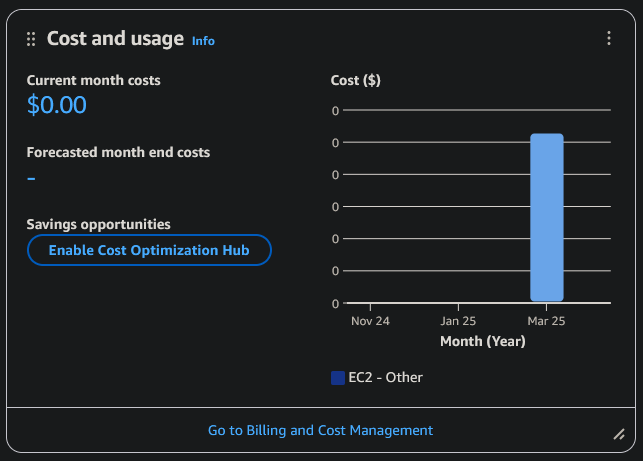 Cost and usage Info
Current month costs
$0.00
Forecasted month end costs
-
Savings opportunities
Enable Cost Optimization Hub
Cost ($)
0
0
0
0
0
0
0
Nov 24 Jan 25 Mar 25
Month (Year)
EC2 - Other
Go to Billing and Cost Management